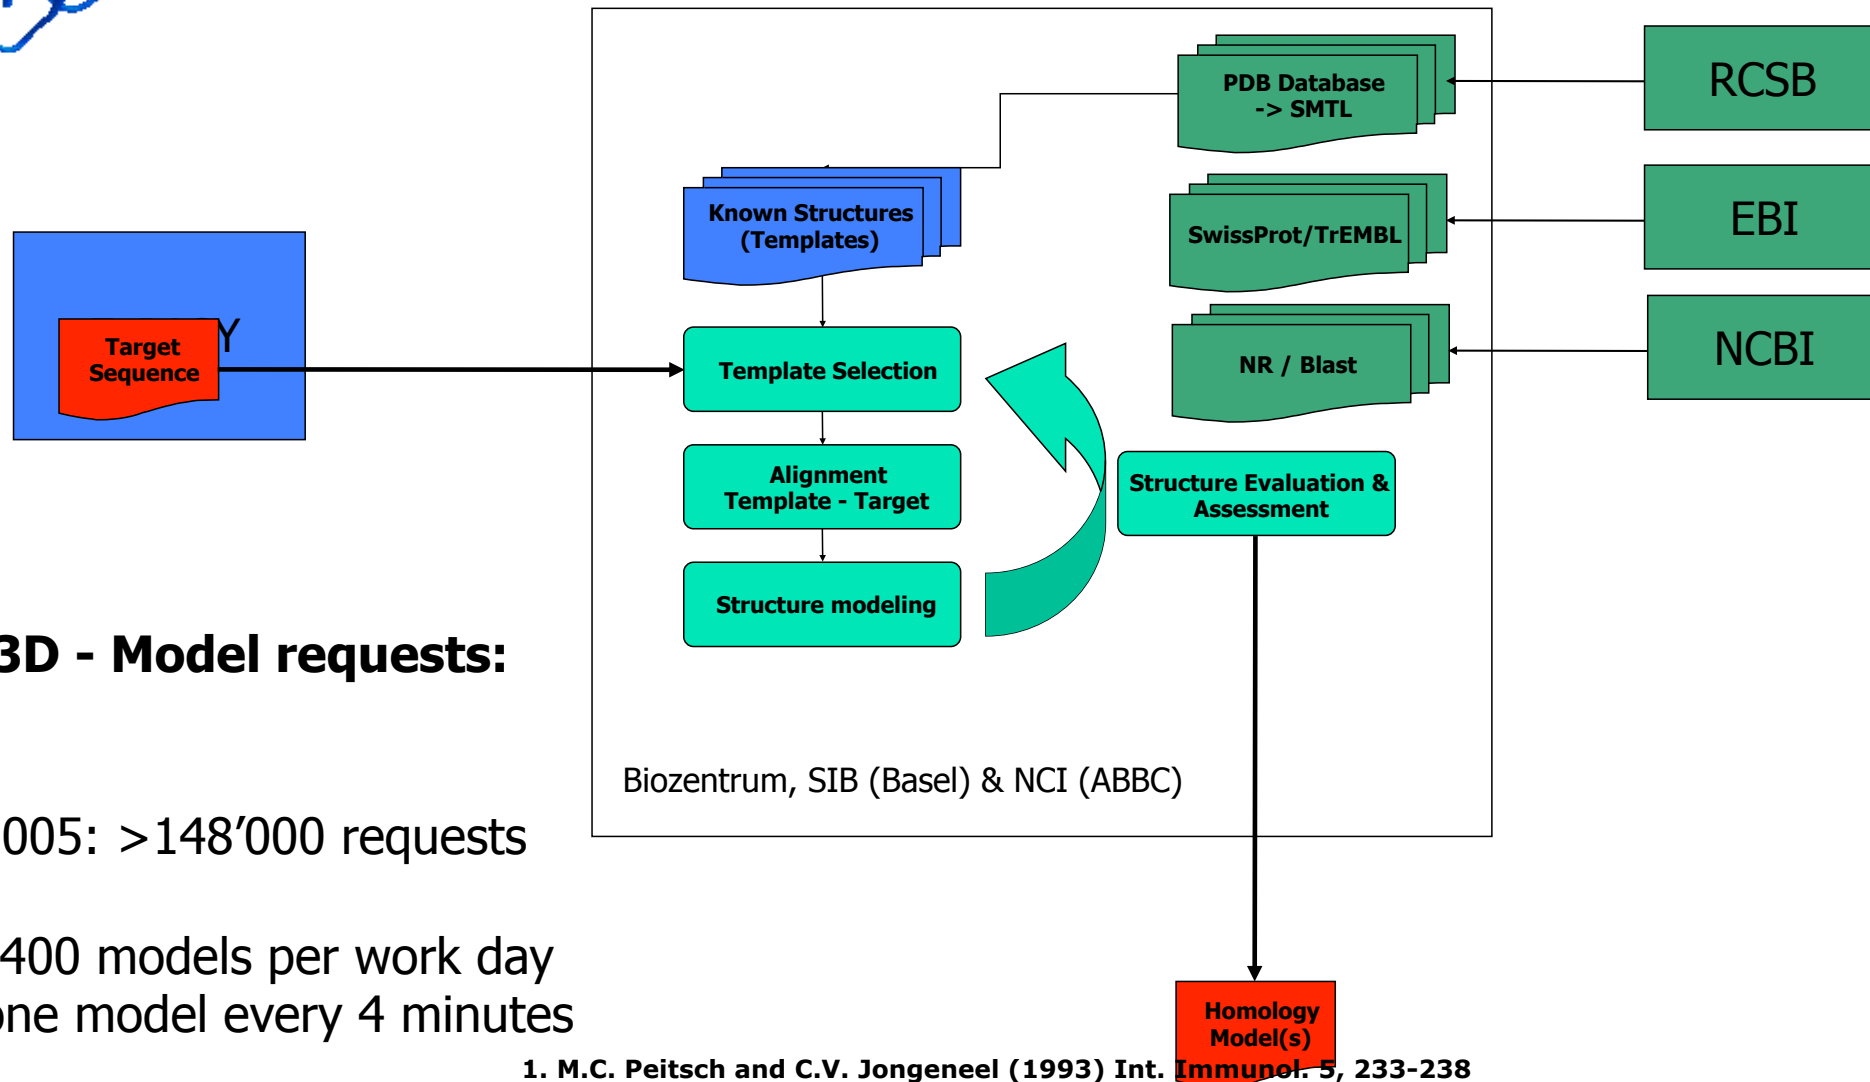 RCSB
PDB Database
-> SMTL
EBI
SwissProt/TrEMBL
Known Structures
(Templates)
Y
Target
Sequence
NCBI
NR / Blast
Template Selection
Alignment
Template - Target
Structure Evaluation &
Assessment
Structure modeling
3D - Model requests:
Biozentrum, SIB (Basel) & NCI (ABBC)
005: >148’000 requests
400 models per work day
one model every 4 minutes
Homology
Model(s)
1. M.C. Peitsch and C.V. Jongeneel (1993) Int. Immunol. 5, 233-238